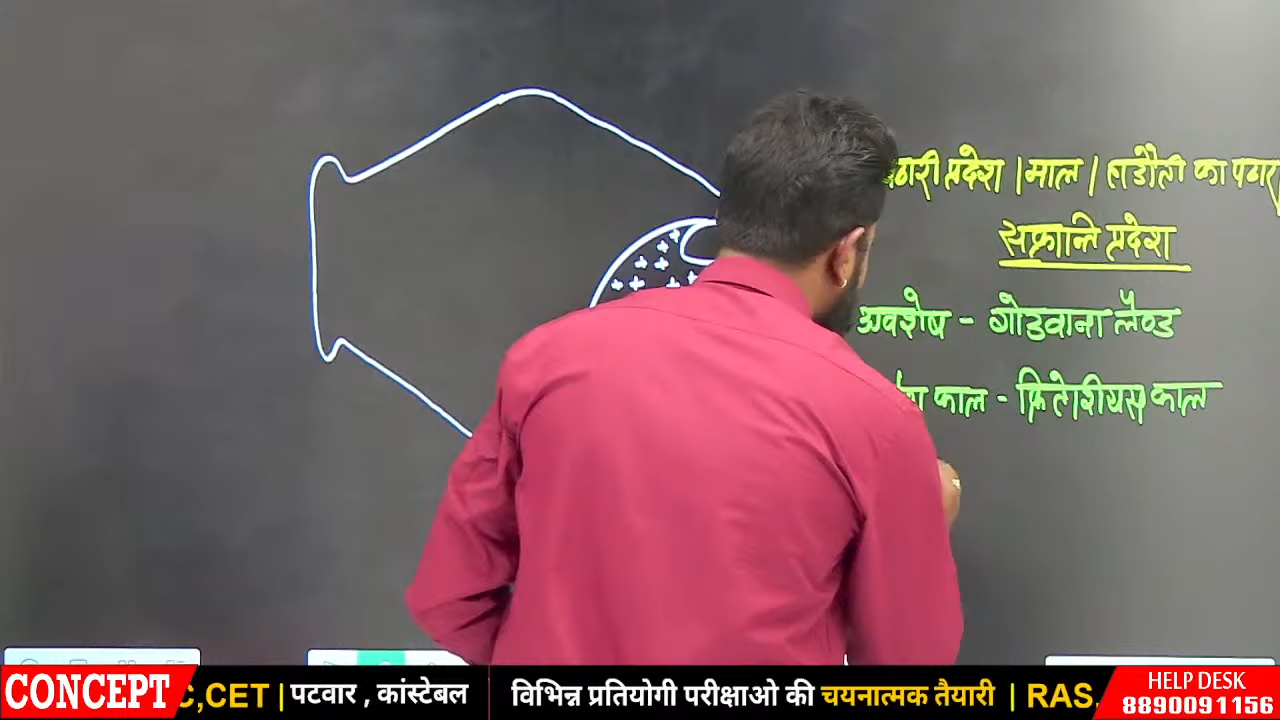 पठारी प्रदेश / माल / हाडौती का पठार
सक्रान्ति प्रदेश
अवशेष - गोडवाना लैण्ड
काल - क्रिटेशियस काल
CONCEPT
C,CET | पटवार , कांस्टेबल
विभिन्न प्रतियोगी परीक्षाओ की चयनात्मक तैयारी | RAS,
HELP DESK
8890091156